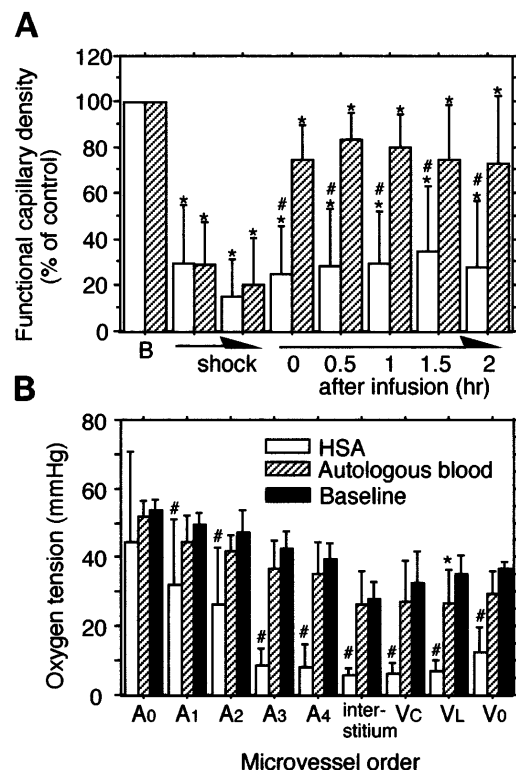 A
Functional capillary density
(% of control)
120
100
80
60
40
20
0
* * * *
# * * # * * # * * # * * # * *
B
shock
0 0.5 1 1.5 2
after infusion (hr)
B
Oxygen tension (mmHg)
80
60
40
20
0
HSA
Autologous blood
Baseline
# # # # # # # * #
A0 A1 A2 A3 A4 inter-
stitium VC VL V0
Microvessel order